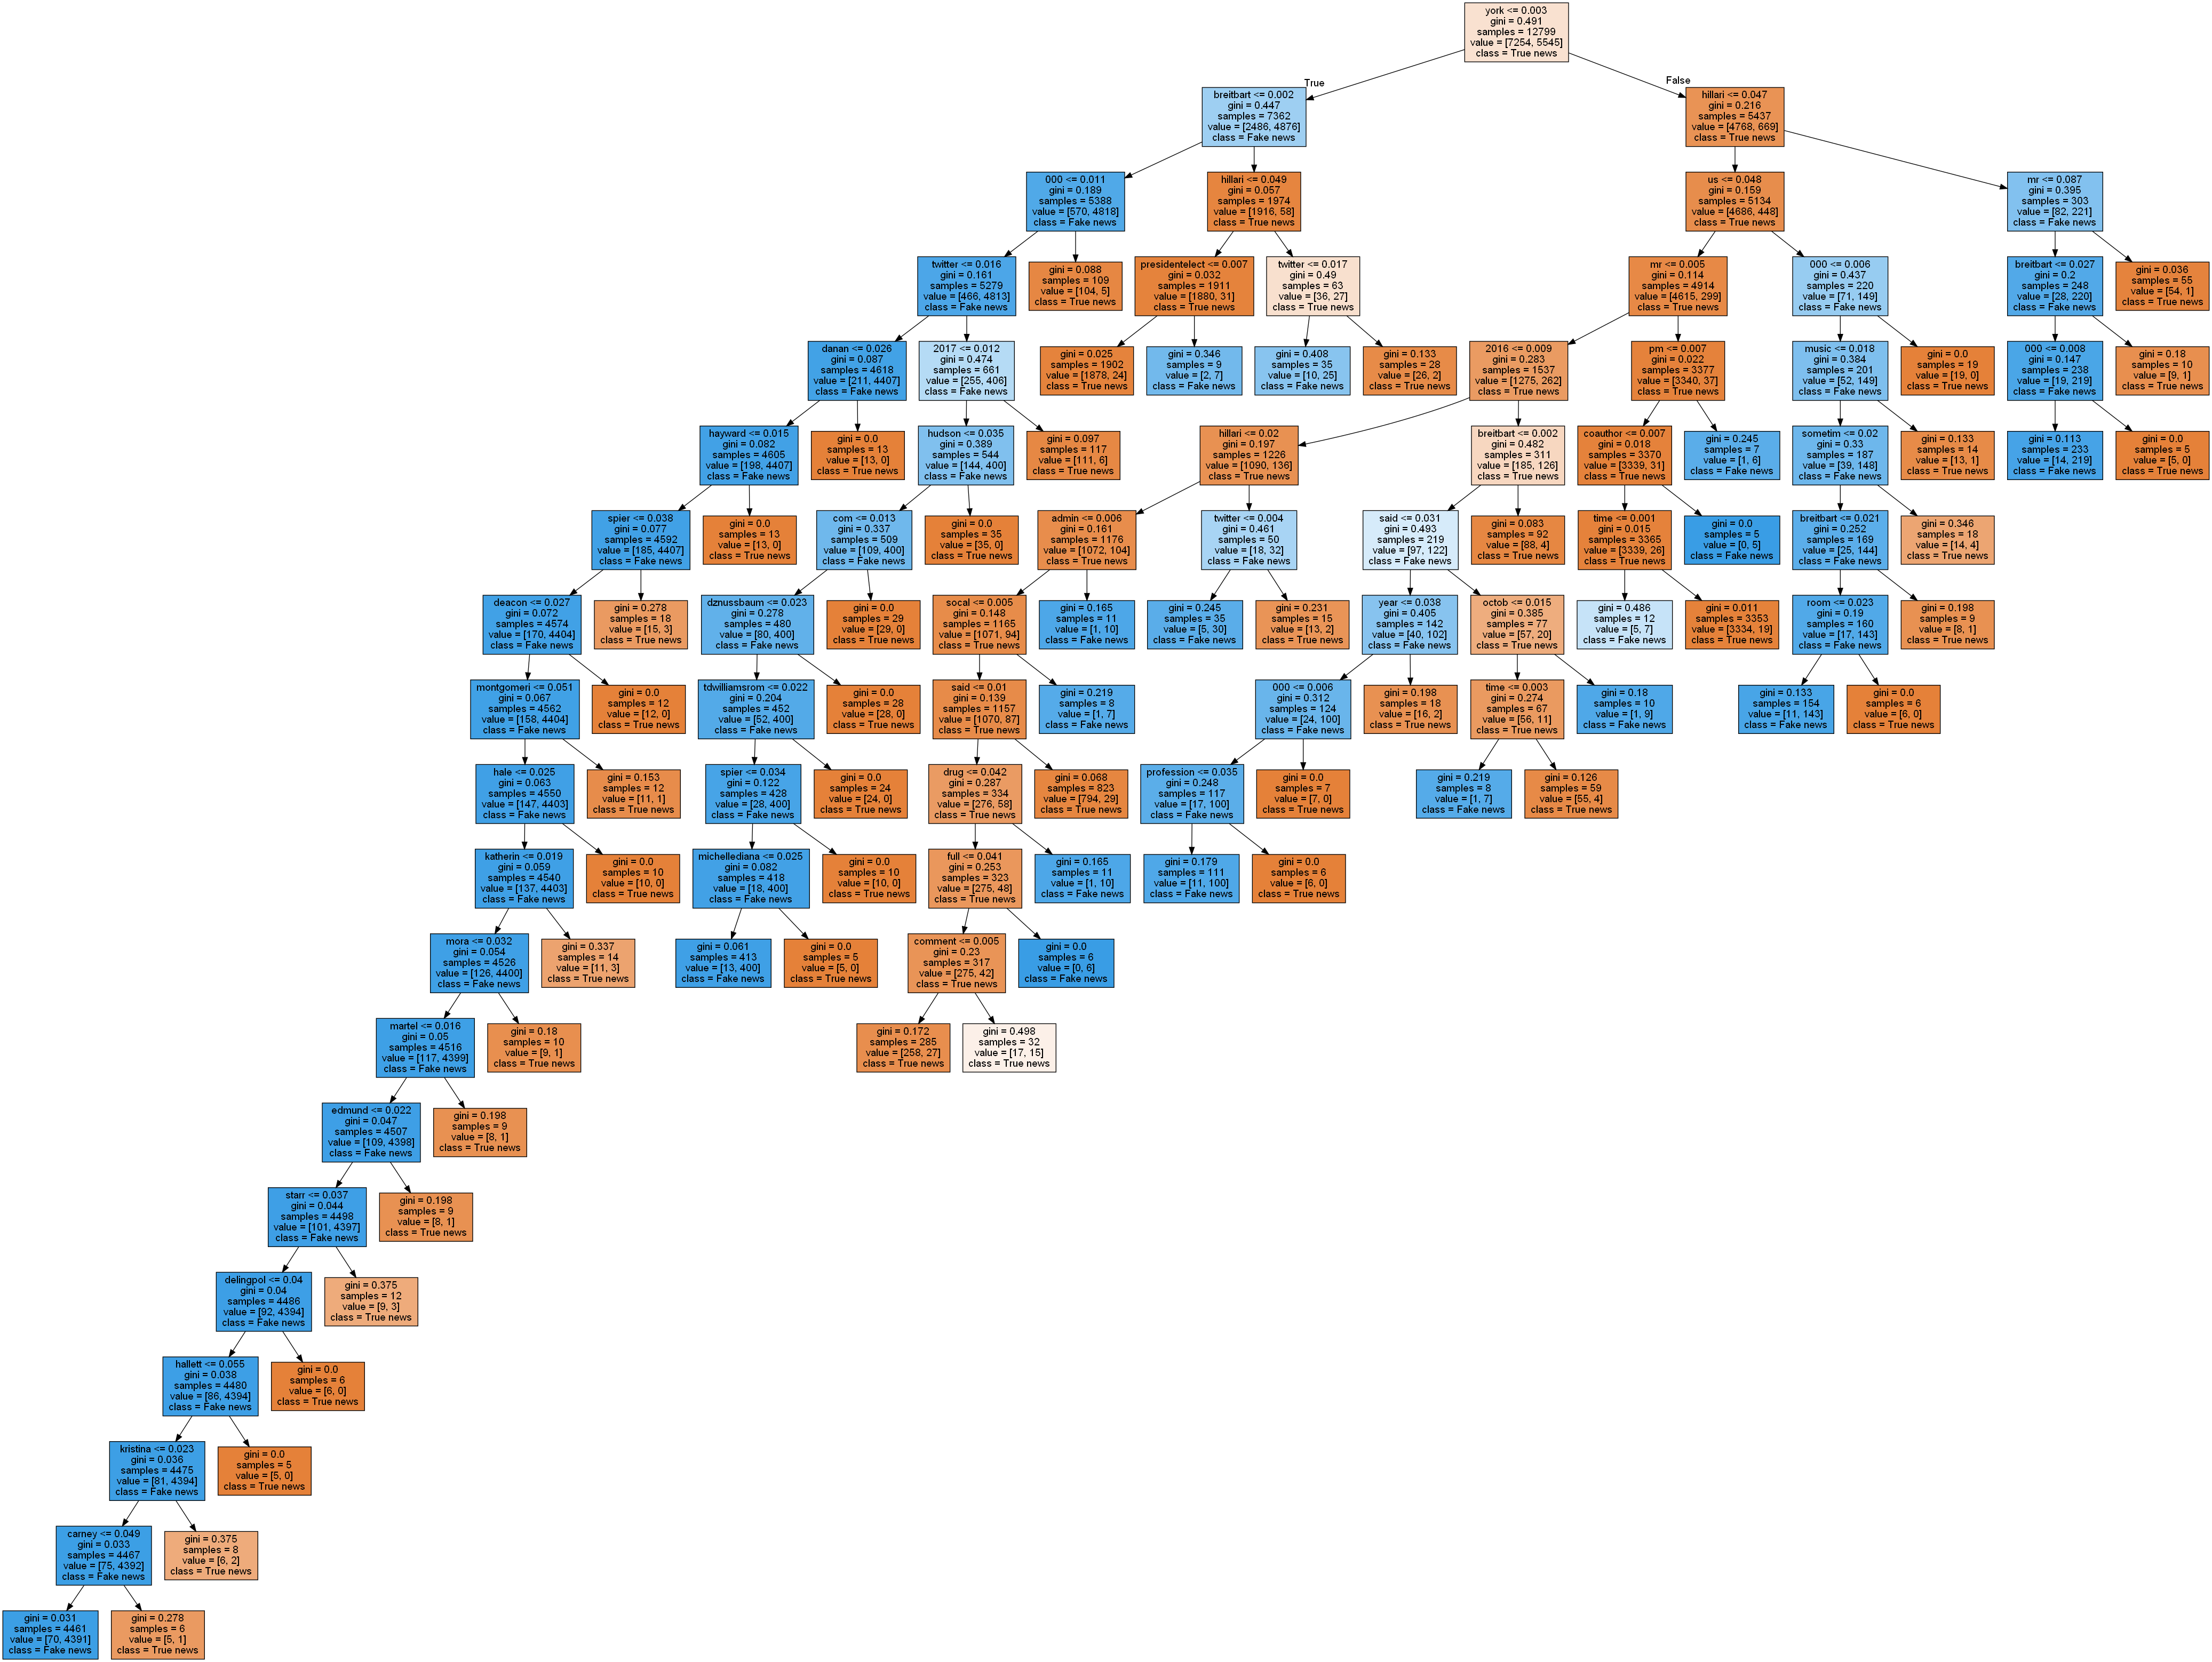 york <= 0.003
gini = 0.491
samples = 12799
value = [7254, 5545]
class = True news
True
False
breitbart <= 0.002
gini = 0.447
samples = 7362
value = [2486, 4876]
class = Fake news
hillari <= 0.047
gini = 0.216
samples = 5437
value = [4768, 669]
class = True news
000 <= 0.011
gini = 0.189
samples = 5388
value = [570, 4818]
class = Fake news
hillari <= 0.049
gini = 0.057
samples = 1974
value = [1916, 58]
class = True news
us <= 0.048
gini = 0.159
samples = 5134
value = [4686, 448]
class = True news
mr <= 0.087
gini = 0.395
samples = 303
value = [82, 221]
class = Fake news
twitter <= 0.016
gini = 0.161
samples = 5279
value = [466, 4813]
class = Fake news
gini = 0.088
samples = 109
value = [104, 5]
class = True news
presidentelect <= 0.007
gini = 0.032
samples = 1911
value = [1880, 31]
class = True news
twitter <= 0.017
gini = 0.49
samples = 63
value = [36, 27]
class = True news
mr <= 0.005
gini = 0.114
samples = 4914
value = [4615, 299]
class = True news
000 <= 0.006
gini = 0.437
samples = 220
value = [71, 149]
class = Fake news
breitbart <= 0.027
gini = 0.2
samples = 248
value = [28, 220]
class = Fake news
gini = 0.036
samples = 55
value = [54, 1]
class = True news
danan <= 0.026
gini = 0.087
samples = 4618
value = [211, 4407]
class = Fake news
2017 <= 0.012
gini = 0.474
samples = 661
value = [255, 406]
class = Fake news
gini = 0.025
samples = 1902
value = [1878, 24]
class = True news
gini = 0.346
samples = 9
value = [2, 7]
class = Fake news
gini = 0.408
samples = 35
value = [10, 25]
class = Fake news
gini = 0.133
samples = 28
value = [26, 2]
class = True news
2016 <= 0.009
gini = 0.283
samples = 1537
value = [1275, 262]
class = True news
pm <= 0.007
gini = 0.022
samples = 3377
value = [3340, 37]
class = True news
music <= 0.018
gini = 0.384
samples = 201
value = [52, 149]
class = Fake news
gini = 0.0
samples = 19
value = [19, 0]
class = True news
000 <= 0.008
gini = 0.147
samples = 238
value = [19, 219]
class = Fake news
gini = 0.18
samples = 10
value = [9, 1]
class = True news
hayward <= 0.015
gini = 0.082
samples = 4605
value = [198, 4407]
class = Fake news
gini = 0.0
samples = 13
value = [13, 0]
class = True news
hudson <= 0.035
gini = 0.389
samples = 544
value = [144, 400]
class = Fake news
gini = 0.097
samples = 117
value = [111, 6]
class = True news
hillari <= 0.02
gini = 0.197
samples = 1226
value = [1090, 136]
class = True news
breitbart <= 0.002
gini = 0.482
samples = 311
value = [185, 126]
class = True news
coauthor <= 0.007
gini = 0.018
samples = 3370
value = [3339, 31]
class = True news
gini = 0.245
samples = 7
value = [1, 6]
class = Fake news
sometim <= 0.02
gini = 0.33
samples = 187
value = [39, 148]
class = Fake news
gini = 0.133
samples = 14
value = [13, 1]
class = True news
gini = 0.113
samples = 233
value = [14, 219]
class = Fake news
gini = 0.0
samples = 5
value = [5, 0]
class = True news
spier <= 0.038
gini = 0.077
samples = 4592
value = [185, 4407]
class = Fake news
gini = 0.0
samples = 13
value = [13, 0]
class = True news
com <= 0.013
gini = 0.337
samples = 509
value = [109, 400]
class = Fake news
gini = 0.0
samples = 35
value = [35, 0]
class = True news
admin <= 0.006
gini = 0.161
samples = 1176
value = [1072, 104]
class = True news
twitter <= 0.004
gini = 0.461
samples = 50
value = [18, 32]
class = Fake news
said <= 0.031
gini = 0.493
samples = 219
value = [97, 122]
class = Fake news
gini = 0.083
samples = 92
value = [88, 4]
class = True news
time <= 0.001
gini = 0.015
samples = 3365
value = [3339, 26]
class = True news
gini = 0.0
samples = 5
value = [0, 5]
class = Fake news
breitbart <= 0.021
gini = 0.252
samples = 169
value = [25, 144]
class = Fake news
gini = 0.346
samples = 18
value = [14, 4]
class = True news
deacon <= 0.027
gini = 0.072
samples = 4574
value = [170, 4404]
class = Fake news
gini = 0.278
samples = 18
value = [15, 3]
class = True news
dznussbaum <= 0.023
gini = 0.278
samples = 480
value = [80, 400]
class = Fake news
gini = 0.0
samples = 29
value = [29, 0]
class = True news
socal <= 0.005
gini = 0.148
samples = 1165
value = [1071, 94]
class = True news
gini = 0.165
samples = 11
value = [1, 10]
class = Fake news
gini = 0.245
samples = 35
value = [5, 30]
class = Fake news
gini = 0.231
samples = 15
value = [13, 2]
class = True news
year <= 0.038
gini = 0.405
samples = 142
value = [40, 102]
class = Fake news
octob <= 0.015
gini = 0.385
samples = 77
value = [57, 20]
class = True news
gini = 0.486
samples = 12
value = [5, 7]
class = Fake news
gini = 0.011
samples = 3353
value = [3334, 19]
class = True news
room <= 0.023
gini = 0.19
samples = 160
value = [17, 143]
class = Fake news
gini = 0.198
samples = 9
value = [8, 1]
class = True news
montgomeri <= 0.051
gini = 0.067
samples = 4562
value = [158, 4404]
class = Fake news
gini = 0.0
samples = 12
value = [12, 0]
class = True news
tdwilliamsrom <= 0.022
gini = 0.204
samples = 452
value = [52, 400]
class = Fake news
gini = 0.0
samples = 28
value = [28, 0]
class = True news
said <= 0.01
gini = 0.139
samples = 1157
value = [1070, 87]
class = True news
gini = 0.219
samples = 8
value = [1, 7]
class = Fake news
000 <= 0.006
gini = 0.312
samples = 124
value = [24, 100]
class = Fake news
gini = 0.198
samples = 18
value = [16, 2]
class = True news
time <= 0.003
gini = 0.274
samples = 67
value = [56, 11]
class = True news
gini = 0.18
samples = 10
value = [1, 9]
class = Fake news
gini = 0.133
samples = 154
value = [11, 143]
class = Fake news
gini = 0.0
samples = 6
value = [6, 0]
class = True news
hale <= 0.025
gini = 0.063
samples = 4550
value = [147, 4403]
class = Fake news
gini = 0.153
samples = 12
value = [11, 1]
class = True news
spier <= 0.034
gini = 0.122
samples = 428
value = [28, 400]
class = Fake news
gini = 0.0
samples = 24
value = [24, 0]
class = True news
drug <= 0.042
gini = 0.287
samples = 334
value = [276, 58]
class = True news
gini = 0.068
samples = 823
value = [794, 29]
class = True news
profession <= 0.035
gini = 0.248
samples = 117
value = [17, 100]
class = Fake news
gini = 0.0
samples = 7
value = [7, 0]
class = True news
gini = 0.219
samples = 8
value = [1, 7]
class = Fake news
gini = 0.126
samples = 59
value = [55, 4]
class = True news
katherin <= 0.019
gini = 0.059
samples = 4540
value = [137, 4403]
class = Fake news
gini = 0.0
samples = 10
value = [10, 0]
class = True news
michellediana <= 0.025
gini = 0.082
samples = 418
value = [18, 400]
class = Fake news
gini = 0.0
samples = 10
value = [10, 0]
class = True news
full <= 0.041
gini = 0.253
samples = 323
value = [275, 48]
class = True news
gini = 0.165
samples = 11
value = [1, 10]
class = Fake news
gini = 0.179
samples = 111
value = [11, 100]
class = Fake news
gini = 0.0
samples = 6
value = [6, 0]
class = True news
mora <= 0.032
gini = 0.054
samples = 4526
value = [126, 4400]
class = Fake news
gini = 0.337
samples = 14
value = [11, 3]
class = True news
gini = 0.061
samples = 413
value = [13, 400]
class = Fake news
gini = 0.0
samples = 5
value = [5, 0]
class = True news
comment <= 0.005
gini = 0.23
samples = 317
value = [275, 42]
class = True news
gini = 0.0
samples = 6
value = [0, 6]
class = Fake news
martel <= 0.016
gini = 0.05
samples = 4516
value = [117, 4399]
class = Fake news
gini = 0.18
samples = 10
value = [9, 1]
class = True news
gini = 0.172
samples = 285
value = [258, 27]
class = True news
gini = 0.498
samples = 32
value = [17, 15]
class = True news
edmund <= 0.022
gini = 0.047
samples = 4507
value = [109, 4398]
class = Fake news
gini = 0.198
samples = 9
value = [8, 1]
class = True news
starr <= 0.037
gini = 0.044
samples = 4498
value = [101, 4397]
class = Fake news
gini = 0.198
samples = 9
value = [8, 1]
class = True news
delingpol <= 0.04
gini = 0.04
samples = 4486
value = [92, 4394]
class = Fake news
gini = 0.375
samples = 12
value = [9, 3]
class = True news
hallett <= 0.055
gini = 0.038
samples = 4480
value = [86, 4394]
class = Fake news
gini = 0.0
samples = 6
value = [6, 0]
class = True news
kristina <= 0.023
gini = 0.036
samples = 4475
value = [81, 4394]
class = Fake news
gini = 0.0
samples = 5
value = [5, 0]
class = True news
carney <= 0.049
gini = 0.033
samples = 4467
value = [75, 4392]
class = Fake news
gini = 0.375
samples = 8
value = [6, 2]
class = True news
gini = 0.031
samples = 4461
value = [70, 4391]
class = Fake news
gini = 0.278
samples = 6
value = [5, 1]
class = True news